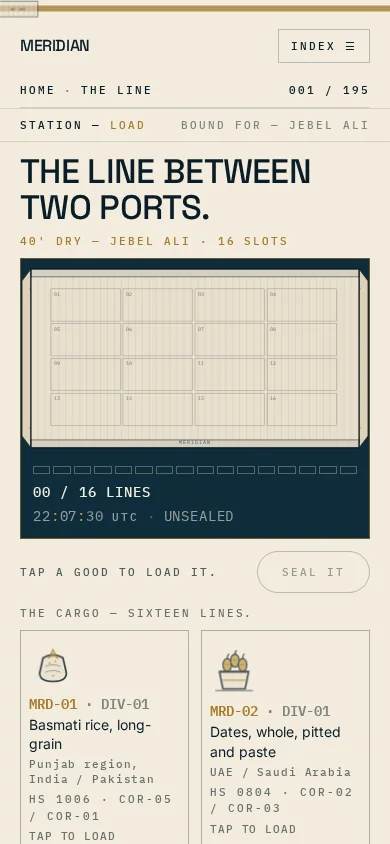 MERIDIAN
INDEX ☰
HOME · THE LINE
001 / 195
STATION — LOAD
BOUND FOR — JEBEL ALI
THE LINE BETWEEN
TWO PORTS.
40' DRY — JEBEL ALI · 16 SLOTS
01 02 03 04
05 06 07 08
09 10 11 12
13 14 15 16
MERIDIAN
00 / 16 LINES
22:07:30 UTC · UNSEALED
TAP A GOOD TO LOAD IT.
SEAL IT
THE CARGO — SIXTEEN LINES.
MRD-01 · DIV-01
Basmati rice, long-
grain
Punjab region,
India / Pakistan
HS 1006 · COR-05
/ COR-01
TAP TO LOAD
MRD-02 · DIV-01
Dates, whole, pitted
and paste
UAE / Saudi Arabia
HS 0804 · COR-02
/ COR-03
TAP TO LOAD